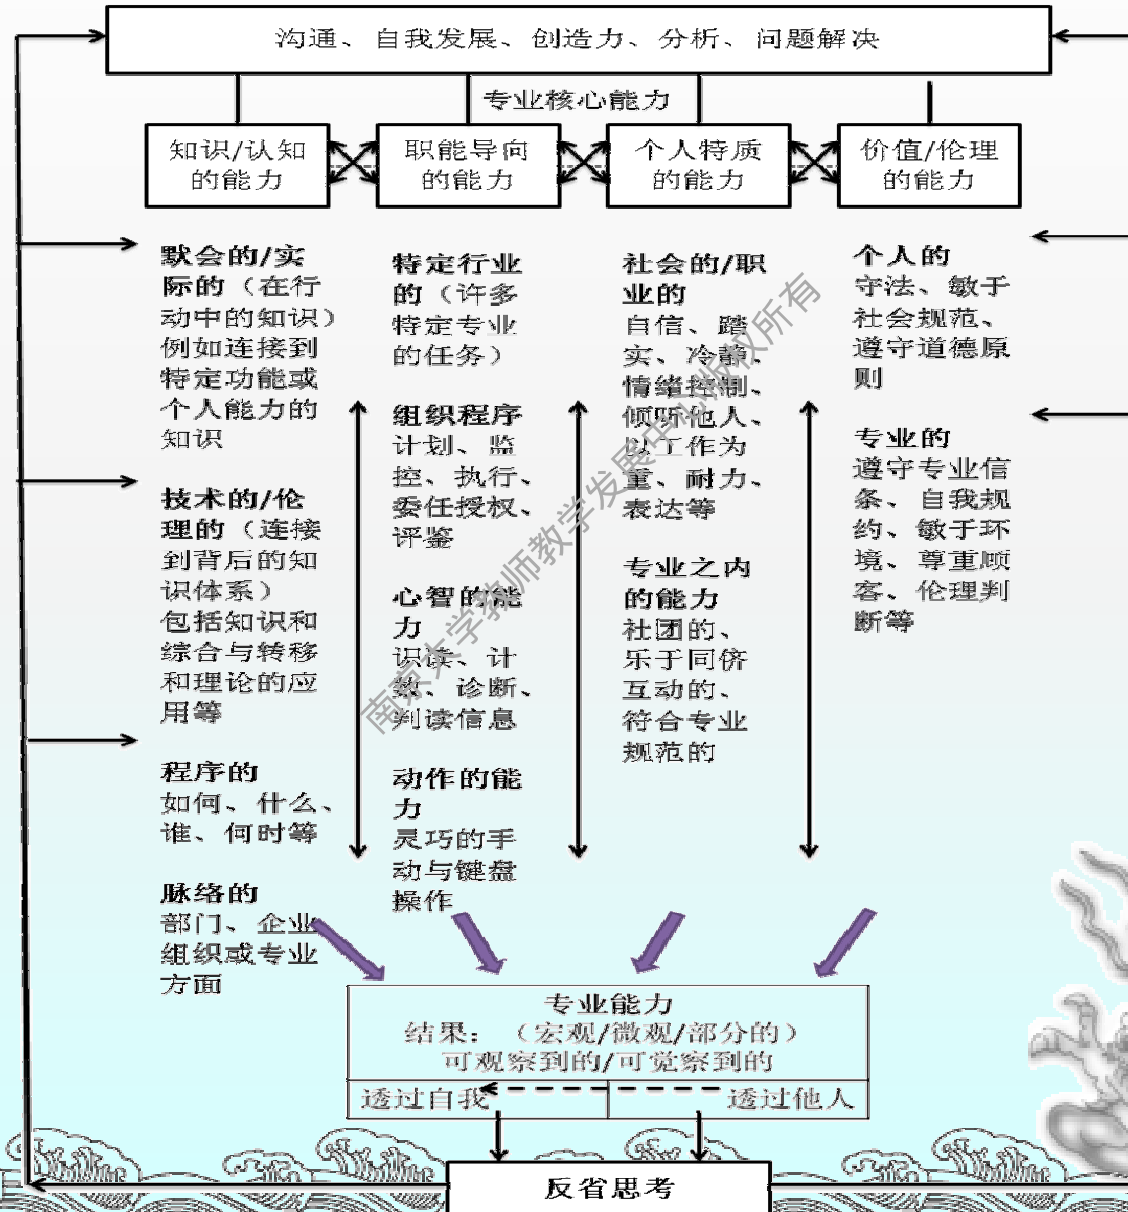 沟通、自我发展、创造力、分析、问题解决
专业核心能力
知识/认知
的能力
职能导向
的能力
个人特质
的能力
价值/伦理
的能力
默会的/实
际的（在行
动中的知识）
例如连接到
特定功能或
个人能力的
知识
技术的/伦
理的（连接
到背后的知
识体系）
包括知识和
综合与转移
和理论的应
用等
程序的
如何、什么、
谁、何时等
脉络的
部门、企业
组织或专业
方面
特定行业
的（许多
特定专业
的任务）
组织程序
计划、监
控、执行、
委任授权、
评鉴
心智的能
力
识读、计
数、诊断、
判读信息
动作的能
力
灵巧的手
动与键盘
操作
社会的/职
业的
自信、踏
实、冷静、
情绪控制、
倾听他人、
以工作为
重、耐力、
表达等
专业之内
的能力
社团的、
乐于同侪
互动的、
符合专业
规范的
个人的
守法、敏于
社会规范、
遵守道德原
则
专业的
遵守专业信
条、自我规
约、敏于环
境、尊重顾
客、伦理判
断等
南京大学教师教学发展中心版权所有
专业能力
结果：（宏观/微观/部分的）
可观察到的/可觉察到的
透过自我
透过他人
反省思考